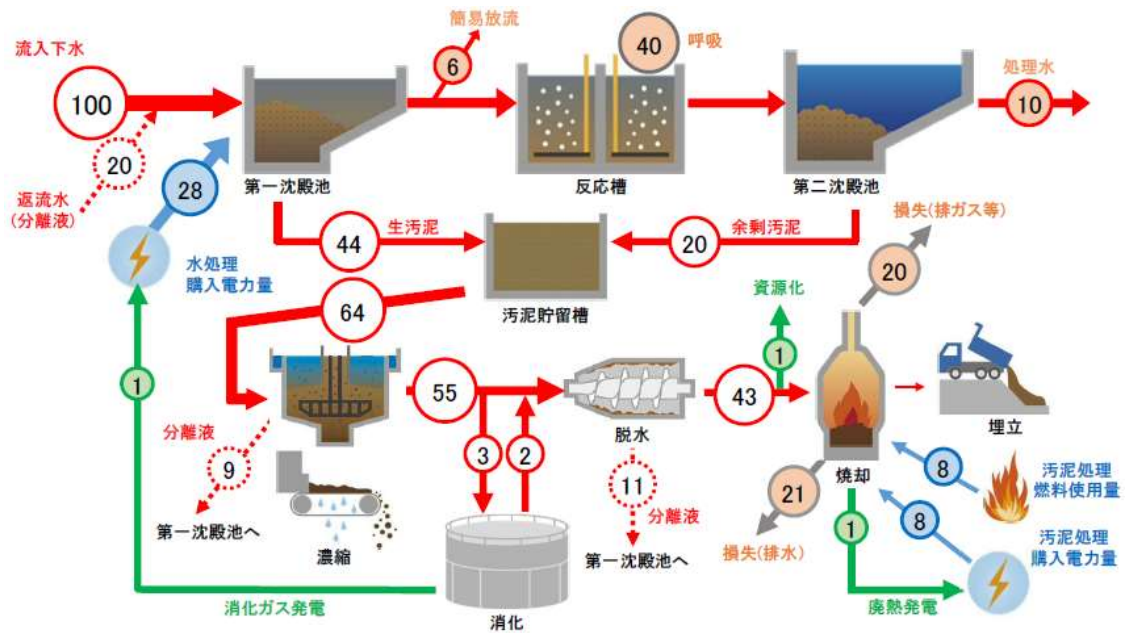 流入下水
100
20
返流水
(分離液)
28
水処理
購入電力量
第一沈殿池
簡易放流
6
40
呼吸
反応槽
第二沈殿池
処理水
10
44
生汚泥
20
余剰汚泥
汚泥貯留槽
64
1
分離液
9
第一沈殿池へ
濃縮
55
3
2
消化
消化ガス発電
脱水
11
分離液
第一沈殿池へ
資源化
1
43
損失(排ガス等)
20
焼却
埋立
21
損失(排水)
8
汚泥処理
燃料使用量
8
汚泥処理
購入電力量
1
廃熱発電